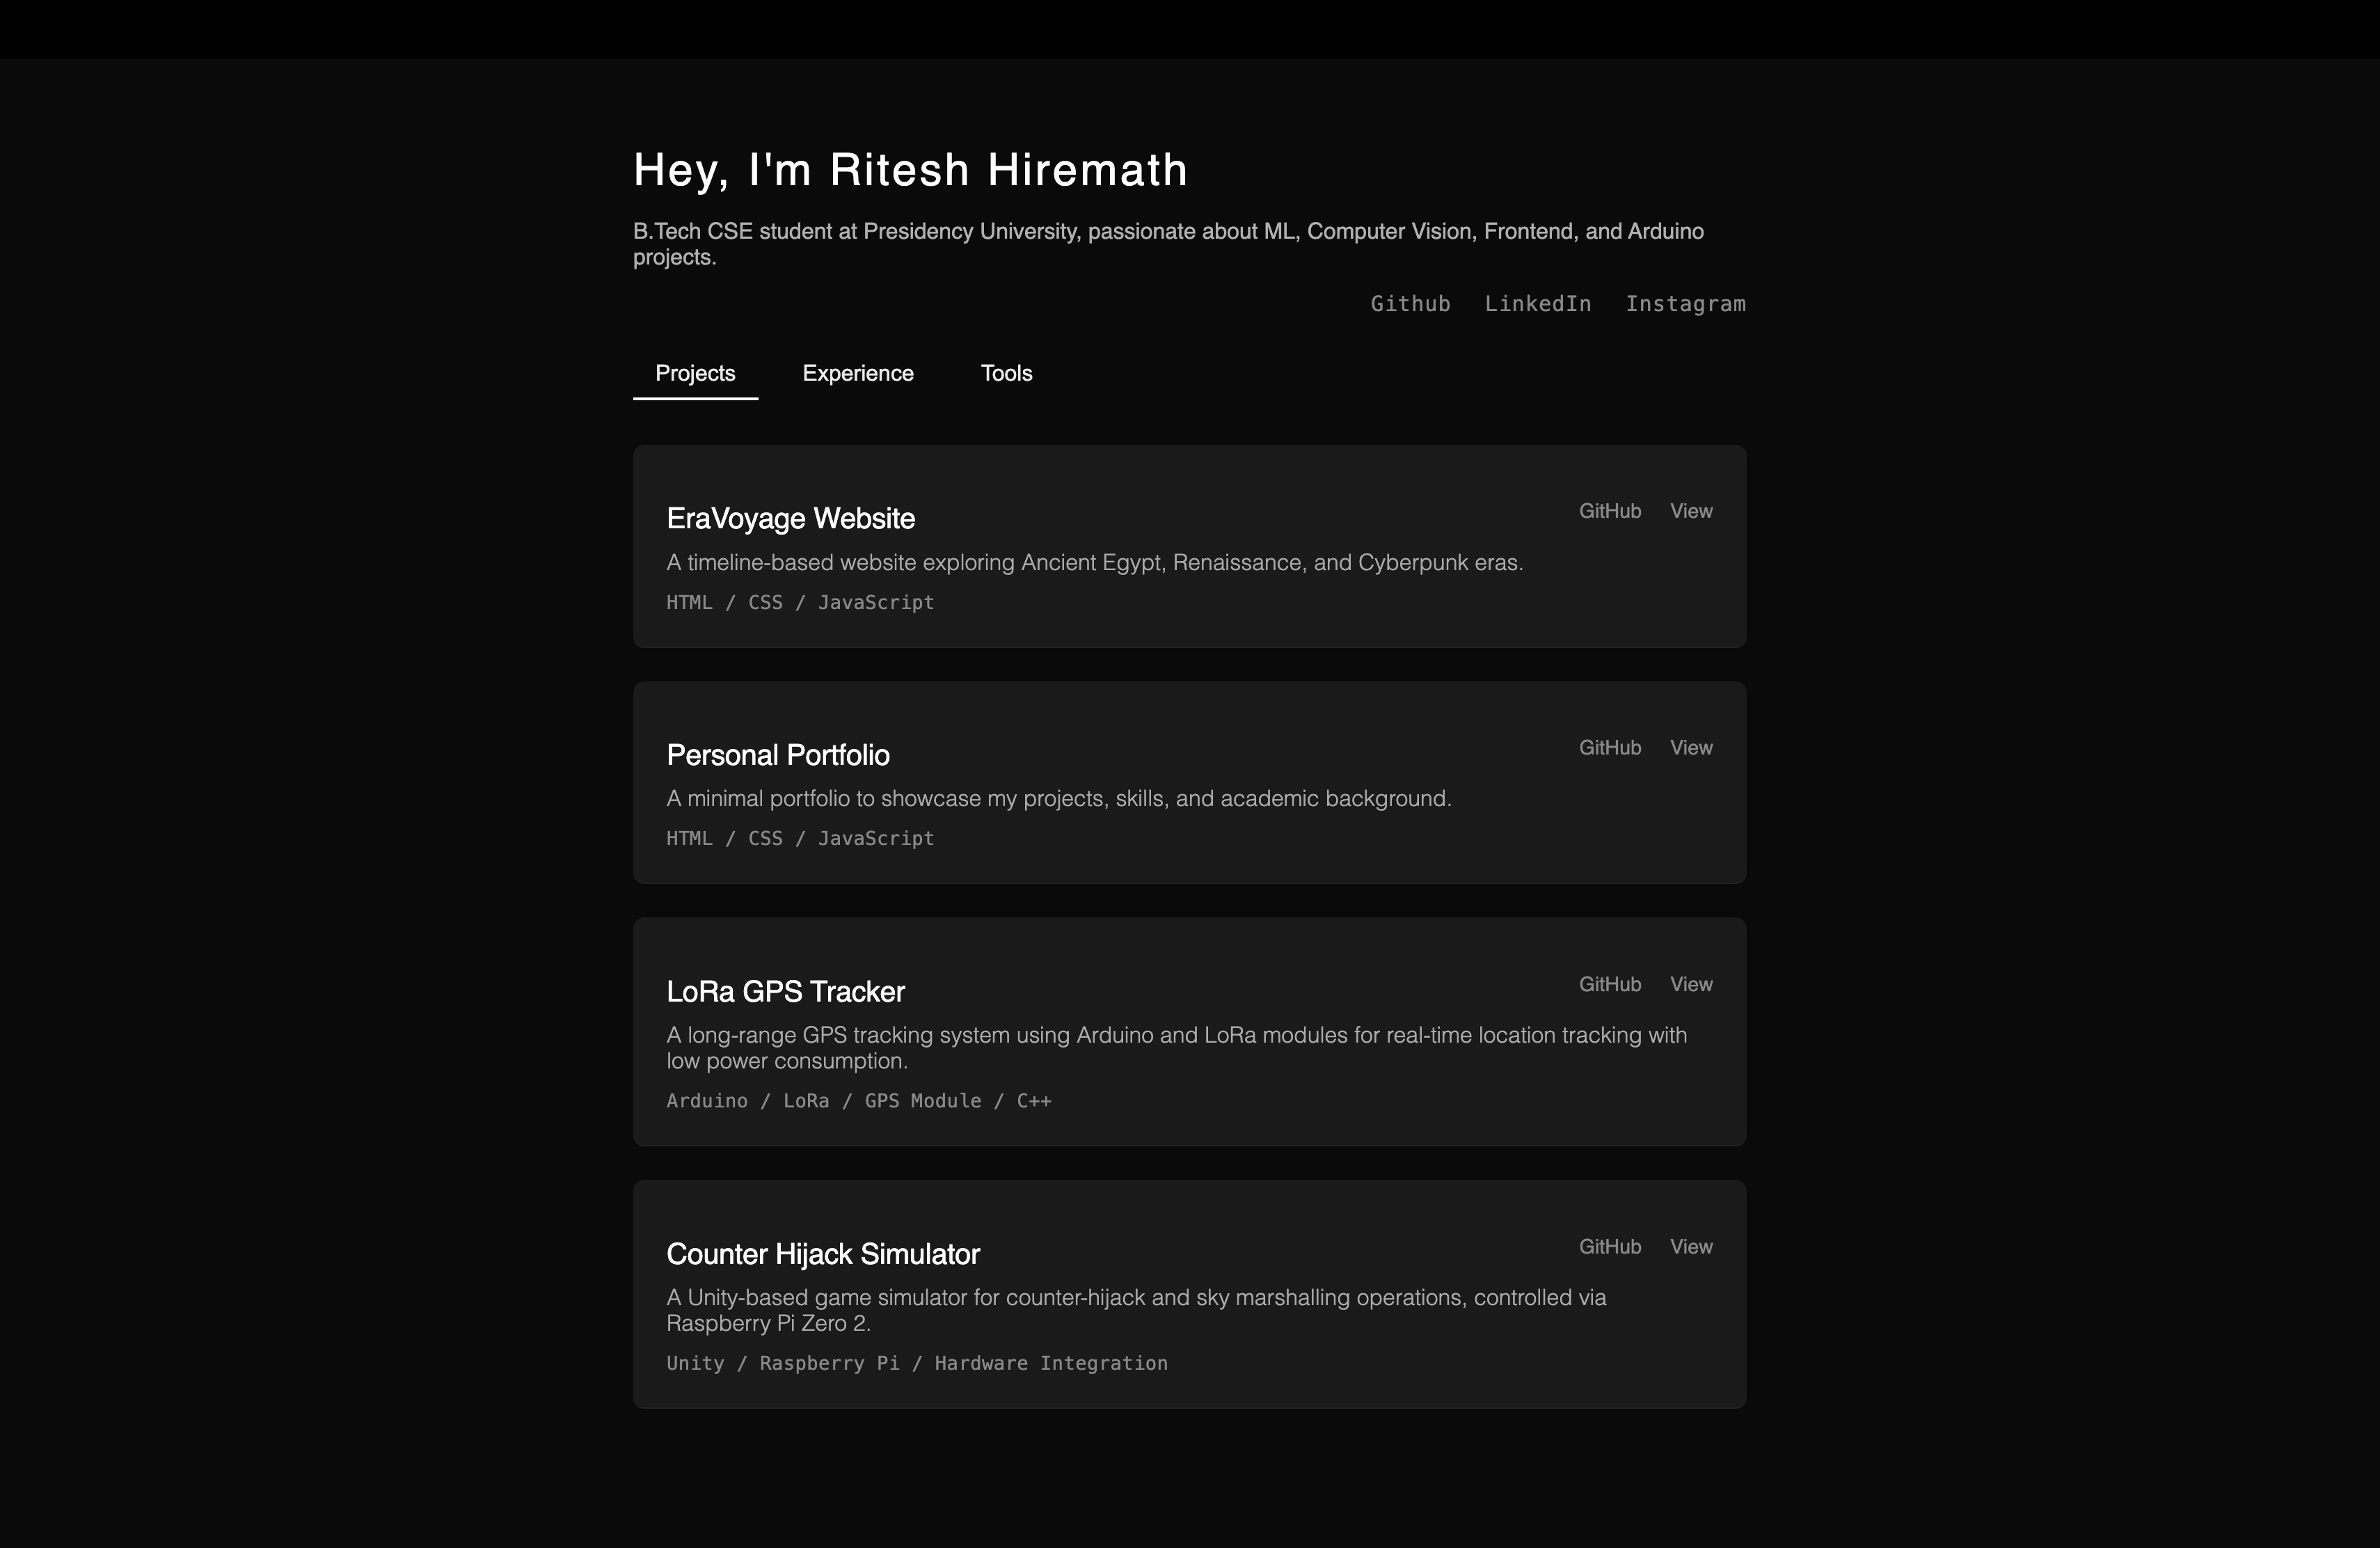 Hey, I'm Ritesh Hiremath
B.Tech CSE student at Presidency University, passionate about ML, Computer Vision, Frontend, and Arduino
projects.
Github LinkedIn Instagram
Projects Experience Tools
EraVoyage Website GitHub View
A timeline-based website exploring Ancient Egypt, Renaissance, and Cyberpunk eras.
HTML / CSS / JavaScript
Personal Portfolio GitHub View
A minimal portfolio to showcase my projects, skills, and academic background.
HTML / CSS / JavaScript
LoRa GPS Tracker GitHub View
A long-range GPS tracking system using Arduino and LoRa modules for real-time location tracking with
low power consumption.
Arduino / LoRa / GPS Module / C++
Counter Hijack Simulator GitHub View
A Unity-based game simulator for counter-hijack and sky marshalling operations, controlled via
Raspberry Pi Zero 2.
Unity / Raspberry Pi / Hardware Integration